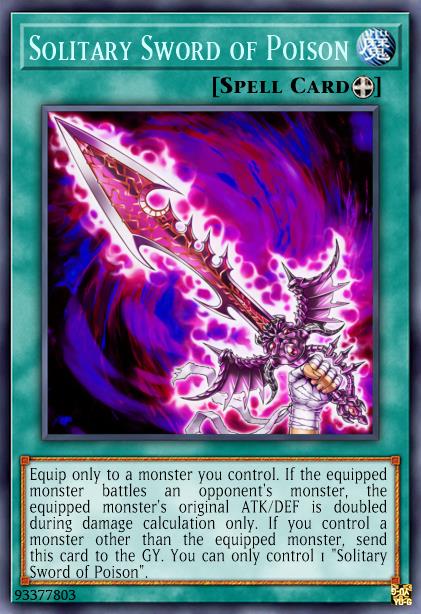 Solitary Sword of Poison
[Spell Card]
Equip only to a monster you control. If the equipped
monster battles an opponent's monster, the
equipped monster's original ATK/DEF is doubled
during damage calculation only. If you control a
monster other than the equipped monster, send
this card to the GY. You can only control 1 "Solitary
Sword of Poison".
93377803